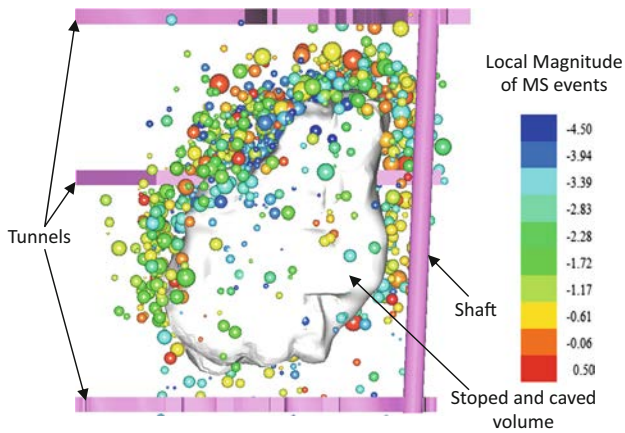 Local Magnitude
of MS events
-4.50
-3.94
-3.39
-2.83
-2.28
-1.72
-1.17
-0.61
-0.06
0.50
Tunnels
Shaft
Stoped and caved
volume